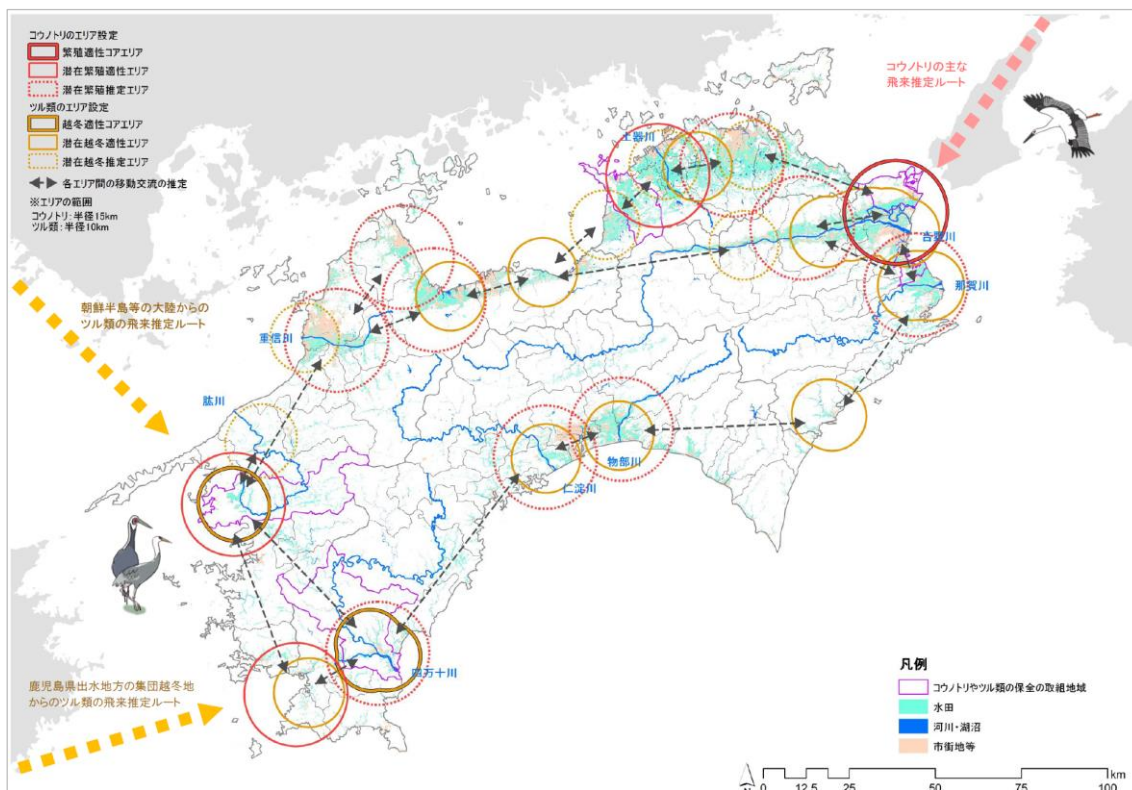 コウノトリのエリア設定
繁殖適性コアエリア
潜在繁殖適性エリア
潜在繁殖推定エリア
ツル類のエリア設定
越冬適性コアエリア
潜在越冬適性エリア
潜在越冬推定エリア
各エリア間の移動交流の推定
※エリアの範囲
コウノトリ:半径15km
ツル類:半径10km
コウノトリの主な
飛来推定ルート
土器川
吉野川
那賀川
朝鮮半島等の大陸からの
ツル類の飛来推定ルート
重信川
肱川
物部川
仁淀川
四万十川
鹿児島県出水地方の集団越冬地
からのツル類の飛来推定ルート
凡例
コウノトリやツル類の保全の取組地域
水田
河川・湖沼
市街地等
km
0 12.5 25 50 75 100